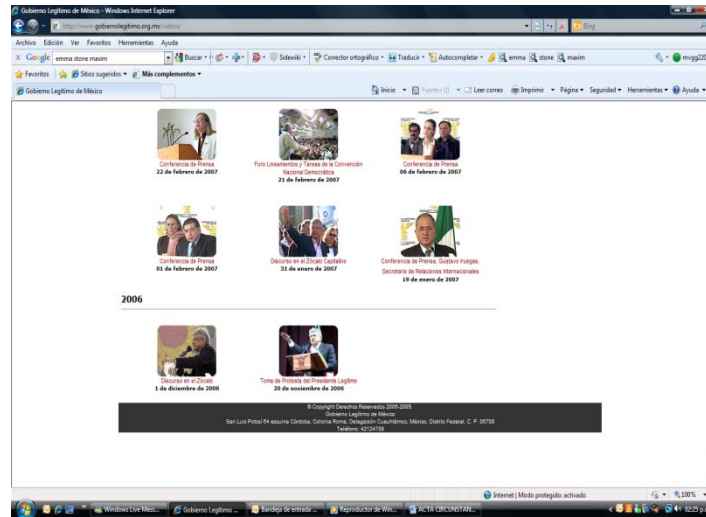 Gobierno Legítimo de México - Windows Internet Explorer
http://www.gobiernolegitimo.org.mx/videos/
Bing
Archivo Edición Ver Favoritos Herramientas Ayuda
Google emma stone maxim Buscar Sidewiki Corrector ortográfico Traducir Autocompletar emma stone maxim mvgg220
Favoritos Sitios sugeridos Más complementos
Gobierno Legítimo de México Inicio Leer correo Imprimir Página Seguridad Herramientas Ayuda
Conferencia de Prensa
22 de febrero de 2007
Foro Lineamientos y Tareas de la Convención
Nacional Democrática
21 de febrero de 2007
Conferencia de Prensa
06 de febrero de 2007
Conferencia de Prensa
01 de febrero de 2007
Discurso en el Zócalo Capitalino
31 de enero de 2007
Conferencia de Prensa, Gustavo Iruegas,
Secretario de Relaciones Internacionales
19 de enero de 2007
2006
Discurso en el Zócalo
1 de diciembre de 2006
Toma de Protesta del Presidente Legítimo
20 de noviembre de 2006
© Copyright Derechos Reservados 2006-2009.
Gobierno Legítimo de México.
San Luis Potosí 64 esquina Córdoba, Colonia Roma, Delegación Cuauhtémoc, México, Distrito Federal, C. P. 06700
Teléfono: 42124758
Internet | Modo protegido: activado 100%
Windows Live Mess... Gobierno Legítimo ... Bandeja de entrada ... Reproductor de Win... ACTA CIRCUNSTAN... 02:25 p.